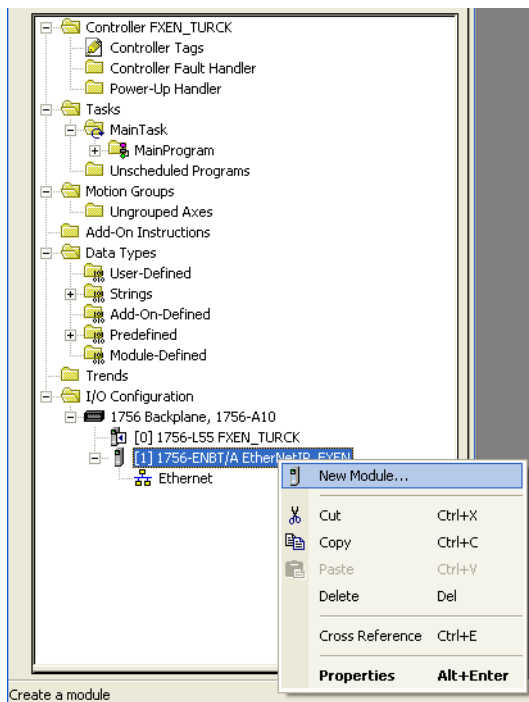 Controller FXEN_TURCK
Controller Tags
Controller Fault Handler
Power-Up Handler
Tasks
MainTask
MainProgram
Unscheduled Programs
Motion Groups
Ungrouped Axes
Add-On Instructions
Data Types
User-Defined
Strings
Add-On-Defined
Predefined
Module-Defined
Trends
I/O Configuration
1756 Backplane, 1756-A10
[0] 1756-L55 FXEN_TURCK
[1] 1756-ENBT/A EtherNetIP_FXEN
Ethernet
New Module...
Cut Ctrl+X
Copy Ctrl+C
Paste Ctrl+V
Delete Del
Cross Reference Ctrl+E
Properties Alt+Enter
Create a module